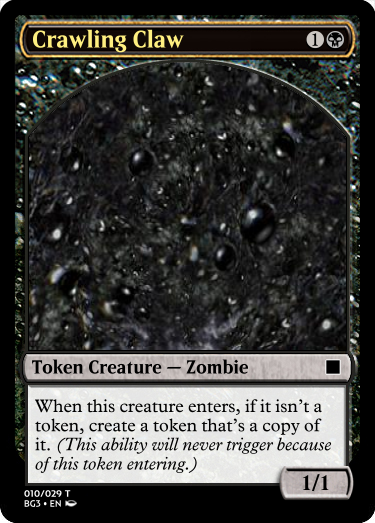 Crawling Claw 1
Token Creature — Zombie
When this creature enters, if it isn't a
token, create a token that's a copy of
it. (This ability will never trigger because
of this token entering.)
1/1
010/029 T
BG3 • EN